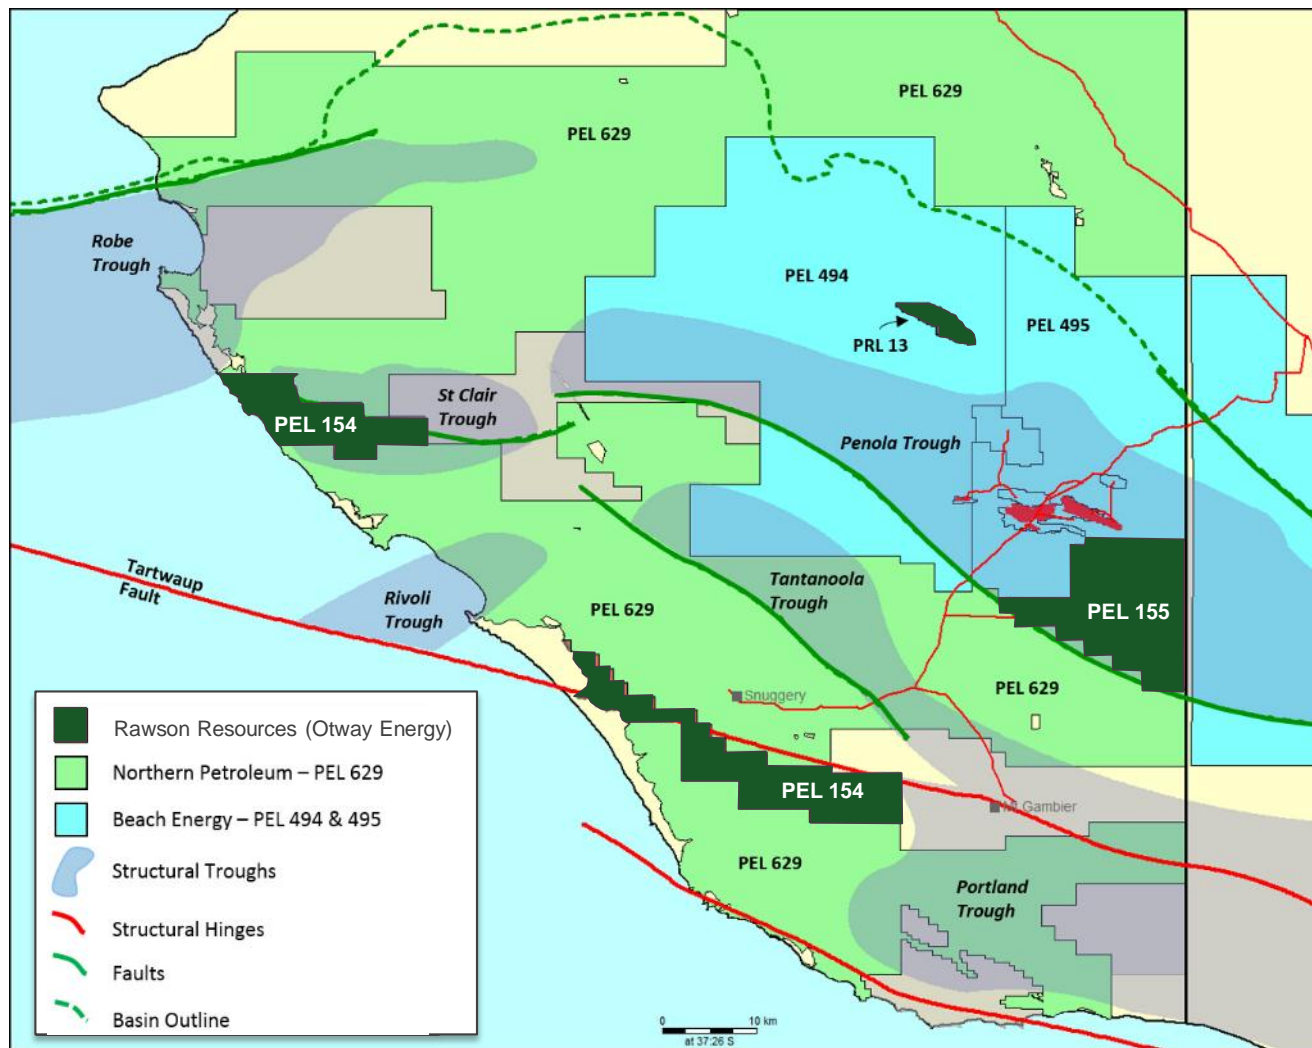 PEL 629
PEL 629
Robe
Trough
PEL 494
PEL 495
PRL 13
St Clair
Trough
PEL 154
Penola Trough
Tartwaup
Fault
Rivoli
Trough
Tantanoola
Trough
PEL 629
PEL 155
PEL 629
Snuggery
PEL 154
Mt Gambier
PEL 629
Portland
Trough
Rawson Resources (Otway Energy)
Northern Petroleum – PEL 629
Beach Energy – PEL 494 & 495
Structural Troughs
Structural Hinges
Faults
Basin Outline
0 10 km
at 37:26 S